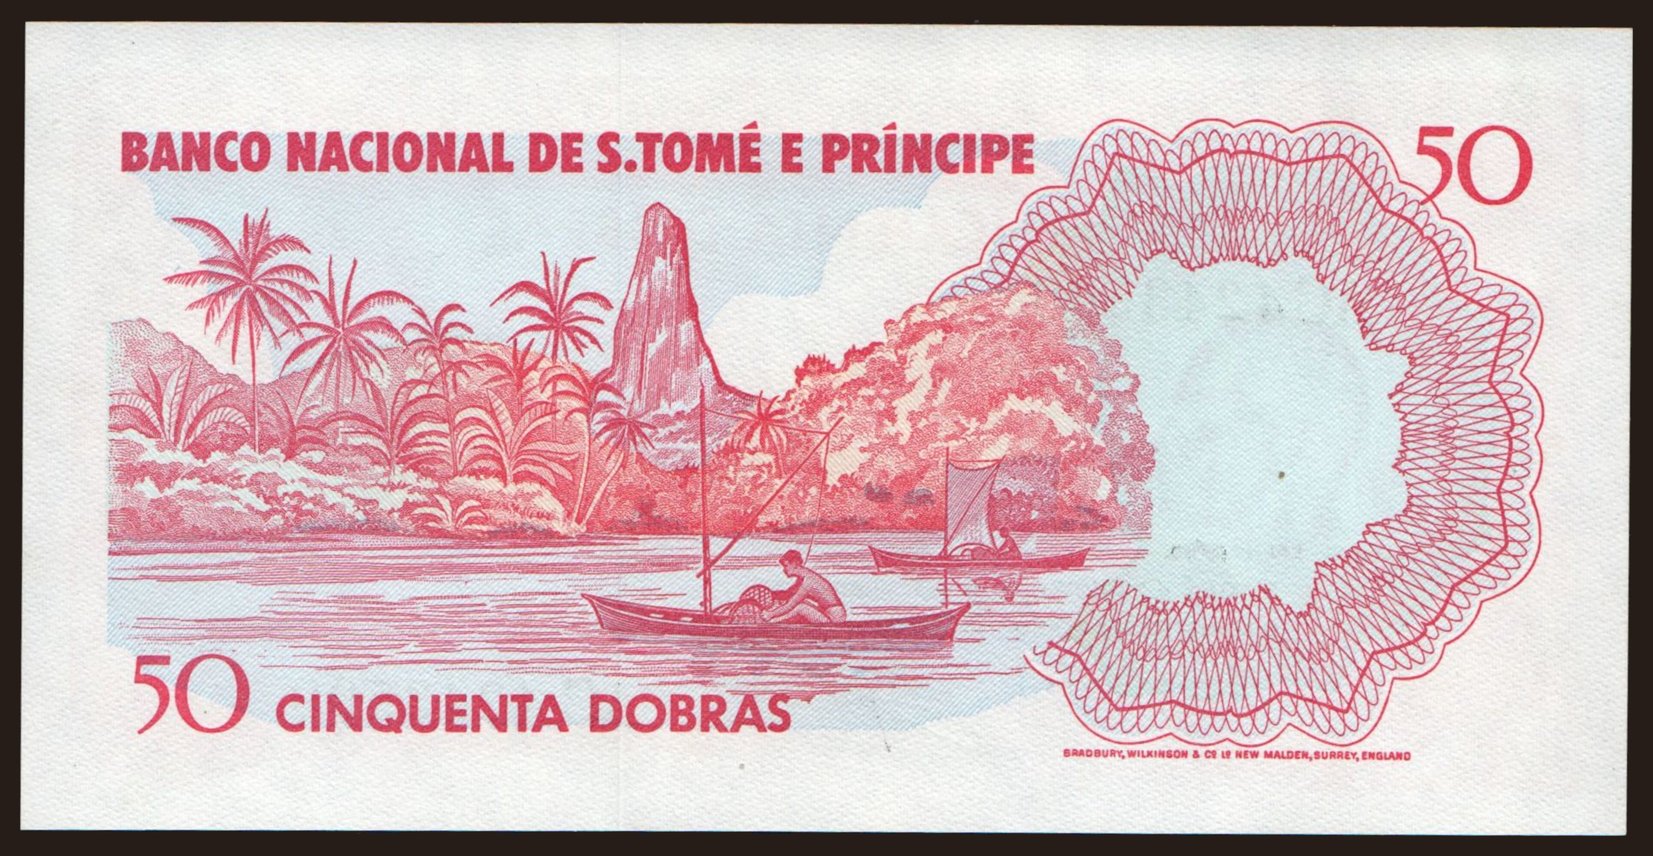 BANCO NACIONAL DE S.TOMÉ E PRÍNCIPE
50
50 CINQUENTA DOBRAS
BRADBURY, WILKINSON & Cº Lº NEW MALDEN, SURREY, ENGLAND